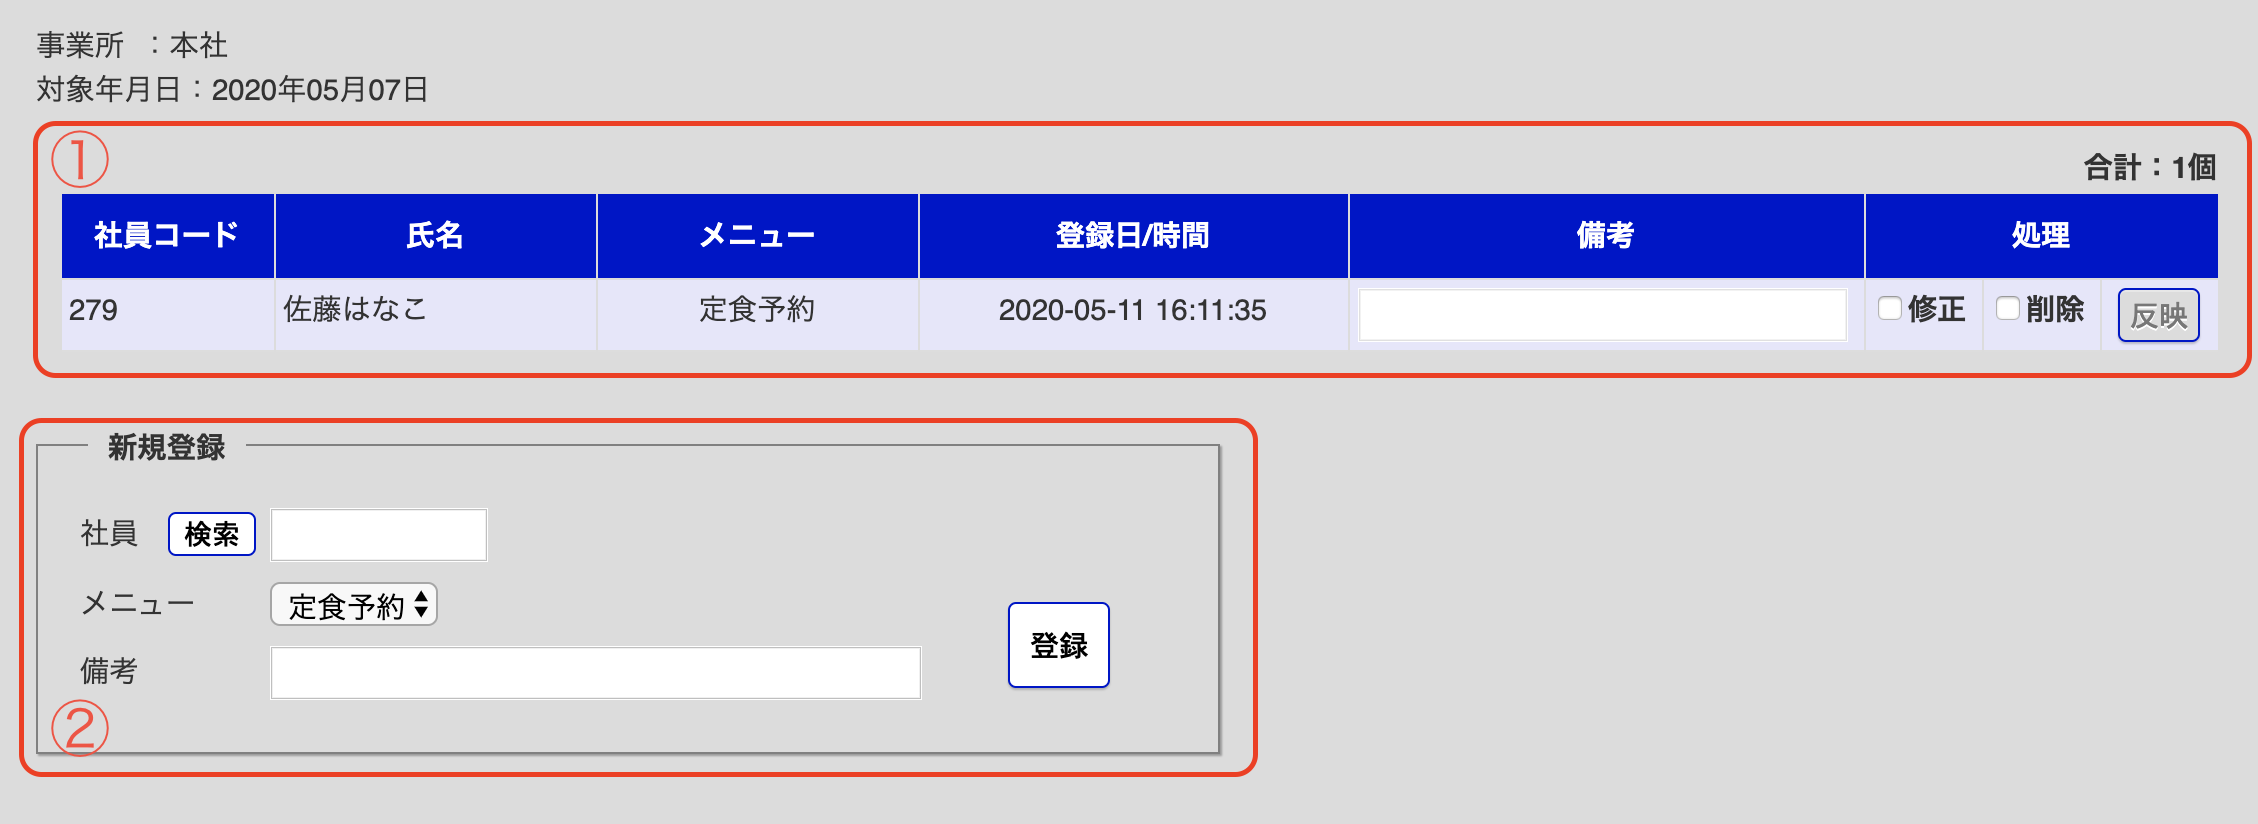 事業所 ：本社
対象年月日：2020年05月07日
①
合計：1個
社員コード 氏名 メニュー 登録日/時間 備考 処理
279 佐藤はなこ 定食予約 2020-05-11 16:11:35 修正 削除 反映
新規登録
社員 検索
メニュー 定食予約
登録
備考
②